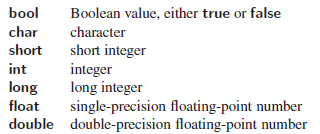 bool Boolean value, either true or false
char character
short short integer
int integer
long long integer
float single-precision floating-point number
double double-precision floating-point number